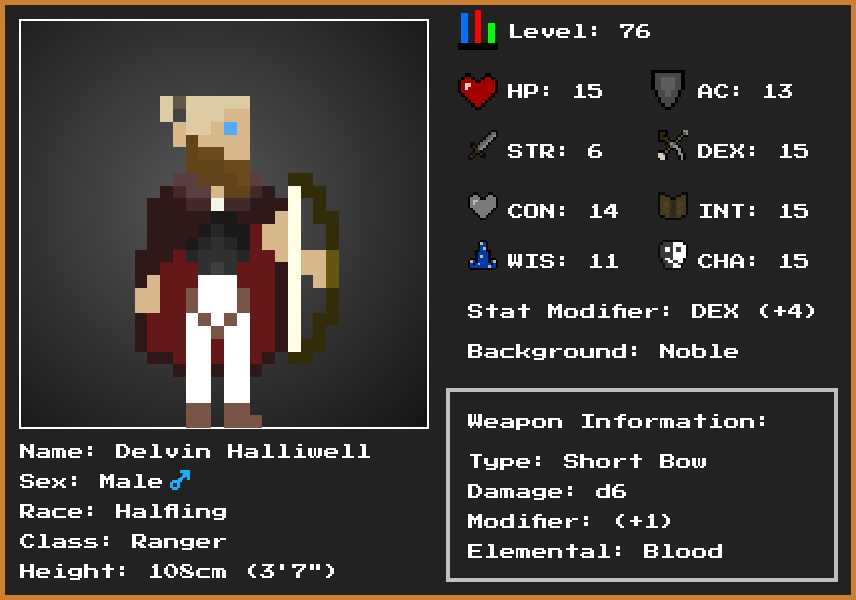 Level: 76
HP: 15
AC: 13
STR: 6
DEX: 15
CON: 14
INT: 15
WIS: 11
CHA: 15
Stat Modifier: DEX (+4)
Background: Noble
Weapon Information:
Type: Short Bow
Damage: d6
Modifier: (+1)
Elemental: Blood
Name: Delvin Halliwell
Sex: Male ♂
Race: Halfling
Class: Ranger
Height: 108cm (3'7")